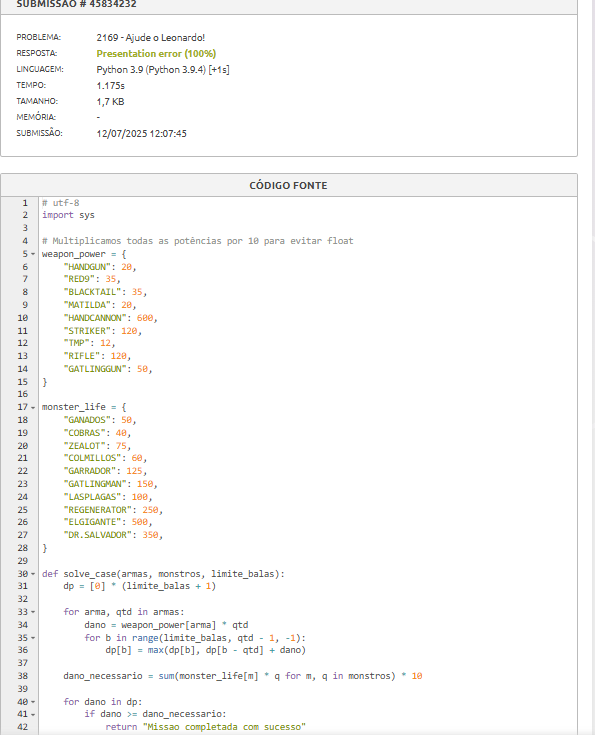 SUBMISSÃO # 45834232
PROBLEMA: 2169 - Ajude o Leonardo!
RESPOSTA: Presentation error (100%)
LINGUAGEM: Python 3.9 (Python 3.9.4) [+1s]
TEMPO: 1.175s
TAMANHO: 1,7 KB
MEMÓRIA: -
SUBMISSÃO: 12/07/2025 12:07:45
CÓDIGO FONTE
1 # utf-8
2 import sys
3
4 # Multiplicamos todas as potências por 10 para evitar float
5 weapon_power = {
6     "HANDGUN": 20,
7     "RED9": 35,
8     "BLACKTAIL": 35,
9     "MATILDA": 20,
10     "HANDCANNON": 600,
11     "STRIKER": 120,
12     "TMP": 12,
13     "RIFLE": 120,
14     "GATLINGGUN": 50,
15 }
16
17 monster_life = {
18     "GANADOS": 50,
19     "COBRAS": 40,
20     "ZEALOT": 75,
21     "COLMILLOS": 60,
22     "GARRADOR": 125,
23     "GATLINGMAN": 150,
24     "LASPLAGAS": 100,
25     "REGENERATOR": 250,
26     "ELGIGANTE": 500,
27     "DR.SALVADOR": 350,
28 }
29
30 def solve_case(armas, monstros, limite_balas):
31     dp = [0] * (limite_balas + 1)
32
33     for arma, qtd in armas:
34         dano = weapon_power[arma] * qtd
35         for b in range(limite_balas, qtd - 1, -1):
36             dp[b] = max(dp[b], dp[b - qtd] + dano)
37
38     dano_necessario = sum(monster_life[m] * q for m, q in monstros) * 10
39
40     for dano in dp:
41         if dano >= dano_necessario:
42             return "Missao completada com sucesso"